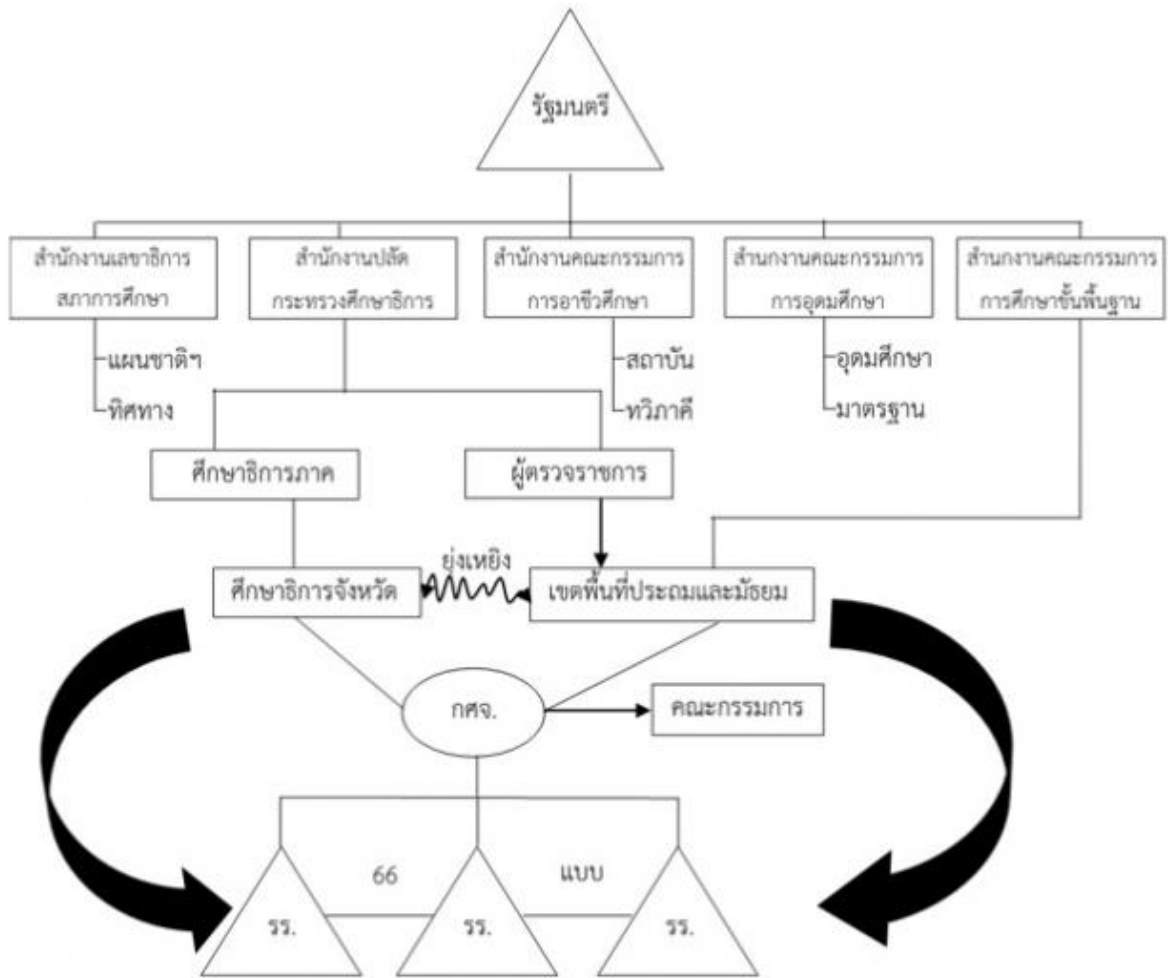 รัฐมนตรี
สำนักงานเลขาธิการ
สภาการศึกษา
สำนักงานปลัด
กระทรวงศึกษาธิการ
สำนักงานคณะกรรมการ
การอาชีวศึกษา
สำนกงานคณะกรรมการ
การอุดมศึกษา
สำนกงานคณะกรรมการ
การศึกษาขั้นพื้นฐาน
แผนชาติฯ
ทิศทาง
สถาบัน
ทวิภาคี
อุดมศึกษา
มาตรฐาน
ศึกษาธิการภาค
ผู้ตรวจราชการ
ยุ่งเหยิง
ศึกษาธิการจังหวัด
เขตพื้นที่ประถมและมัธยม
กศจ.
คณะกรรมการ
66
แบบ
รร.
รร.
รร.